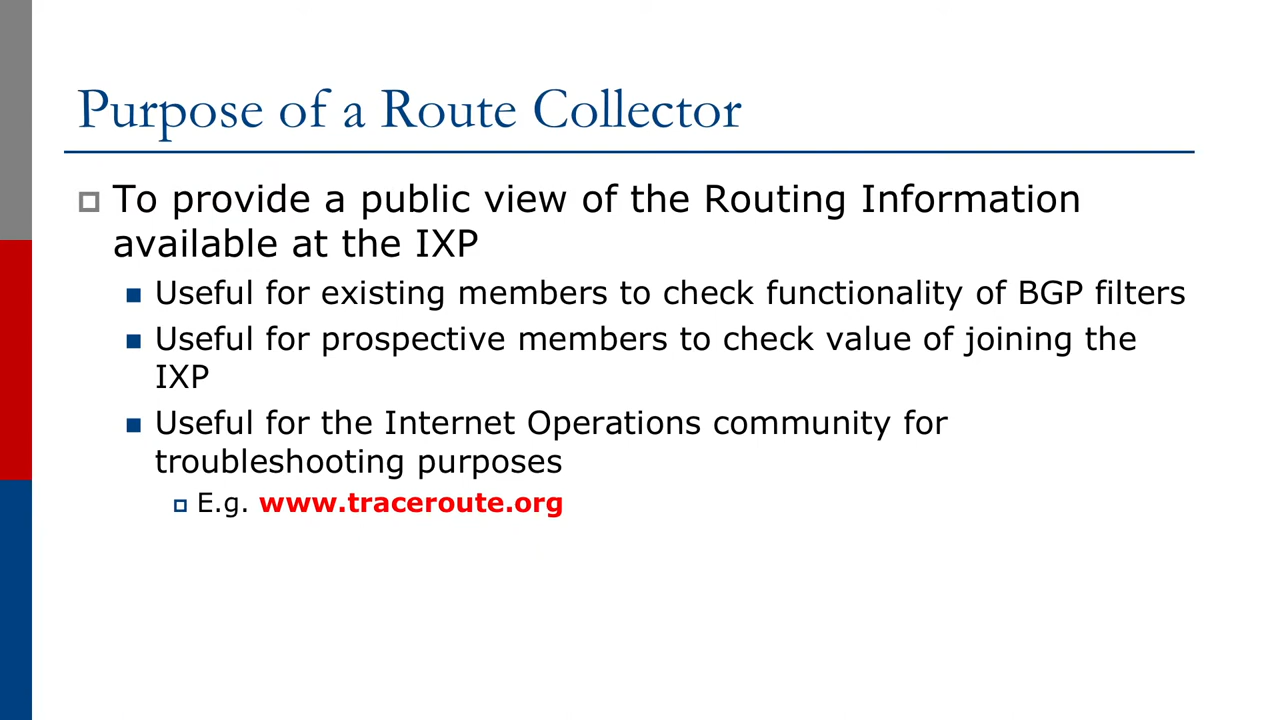 Purpose of a Route Collector
To provide a public view of the Routing Information
available at the IXP
Useful for existing members to check functionality of BGP filters
Useful for prospective members to check value of joining the
IXP
Useful for the Internet Operations community for
troubleshooting purposes
E.g. www.traceroute.org